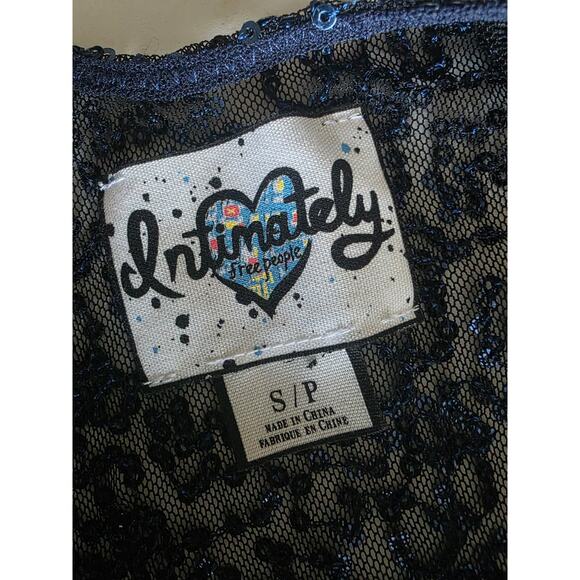 Intimately
free people
S/P
MADE IN CHINA
FABRIQUE EN CHINE